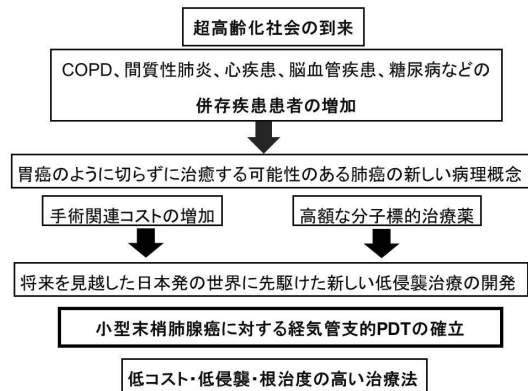 超高齢化社会の到来
COPD、間質性肺炎、心疾患、脳血管疾患、糖尿病などの
併存疾患患者の増加
胃癌のように切らずに治癒する可能性のある肺癌の新しい病理概念
手術関連コストの増加
高額な分子標的治療薬
将来を見越した日本発の世界に先駆けた新しい低侵襲治療の開発
小型末梢肺腺癌に対する経気管支的PDTの確立
低コスト・低侵襲・根治度の高い治療法